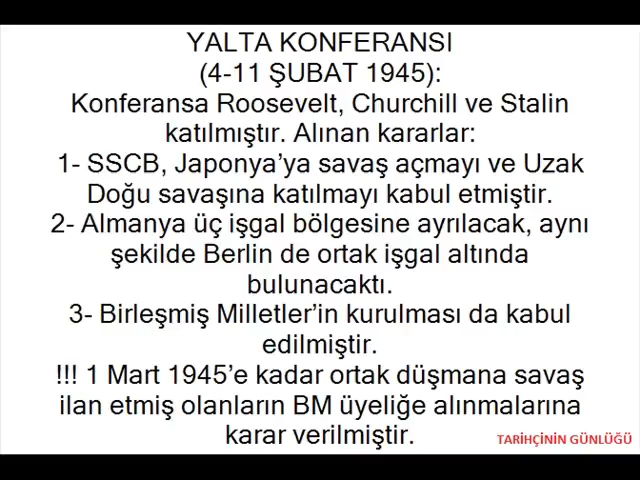 YALTA KONFERANSI
(4-11 ŞUBAT 1945):
Konferansa Roosevelt, Churchill ve Stalin
katılmıştır. Alınan kararlar:
1- SSCB, Japonya’ya savaş açmayı ve Uzak
Doğu savaşına katılmayı kabul etmiştir.
2- Almanya üç işgal bölgesine ayrılacak, aynı
şekilde Berlin de ortak işgal altında
bulunacaktı.
3- Birleşmiş Milletler’in kurulması da kabul
edilmiştir.
!!! 1 Mart 1945’e kadar ortak düşmana savaş
ilan etmiş olanların BM üyeliğe alınmalarına
karar verilmiştir.
TARİHÇİNİN GÜNLÜĞÜ